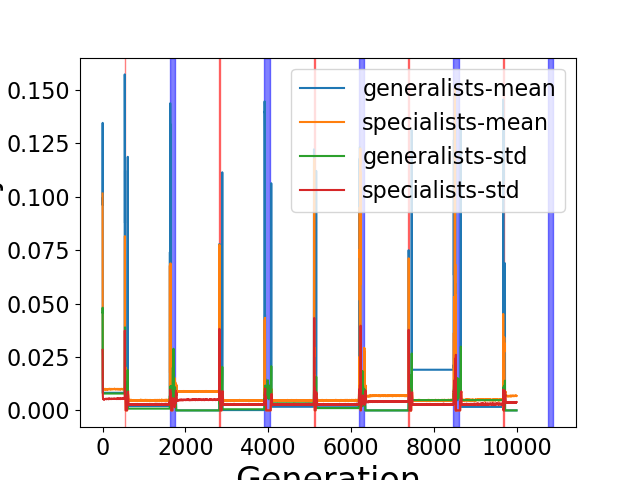 0.150
0.125
0.100
0.075
0.050
0.025
0.000
generalists-mean
specialists-mean
generalists-std
specialists-std
0 2000 4000 6000 8000 10000
Generation